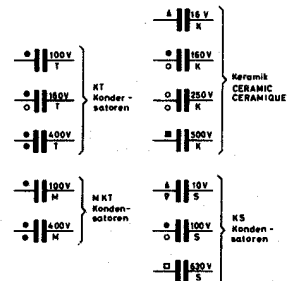 100V
T
160V
T
400V
T
KT
Konden-
satoren
100V
M
400V
M
MKT
Konden-
satoren
16V
K
160V
K
250V
K
500V
K
Keramik
CERAMIC
CERAMIQUE
10V
S
100V
S
630V
S
KS
Konden-
satoren